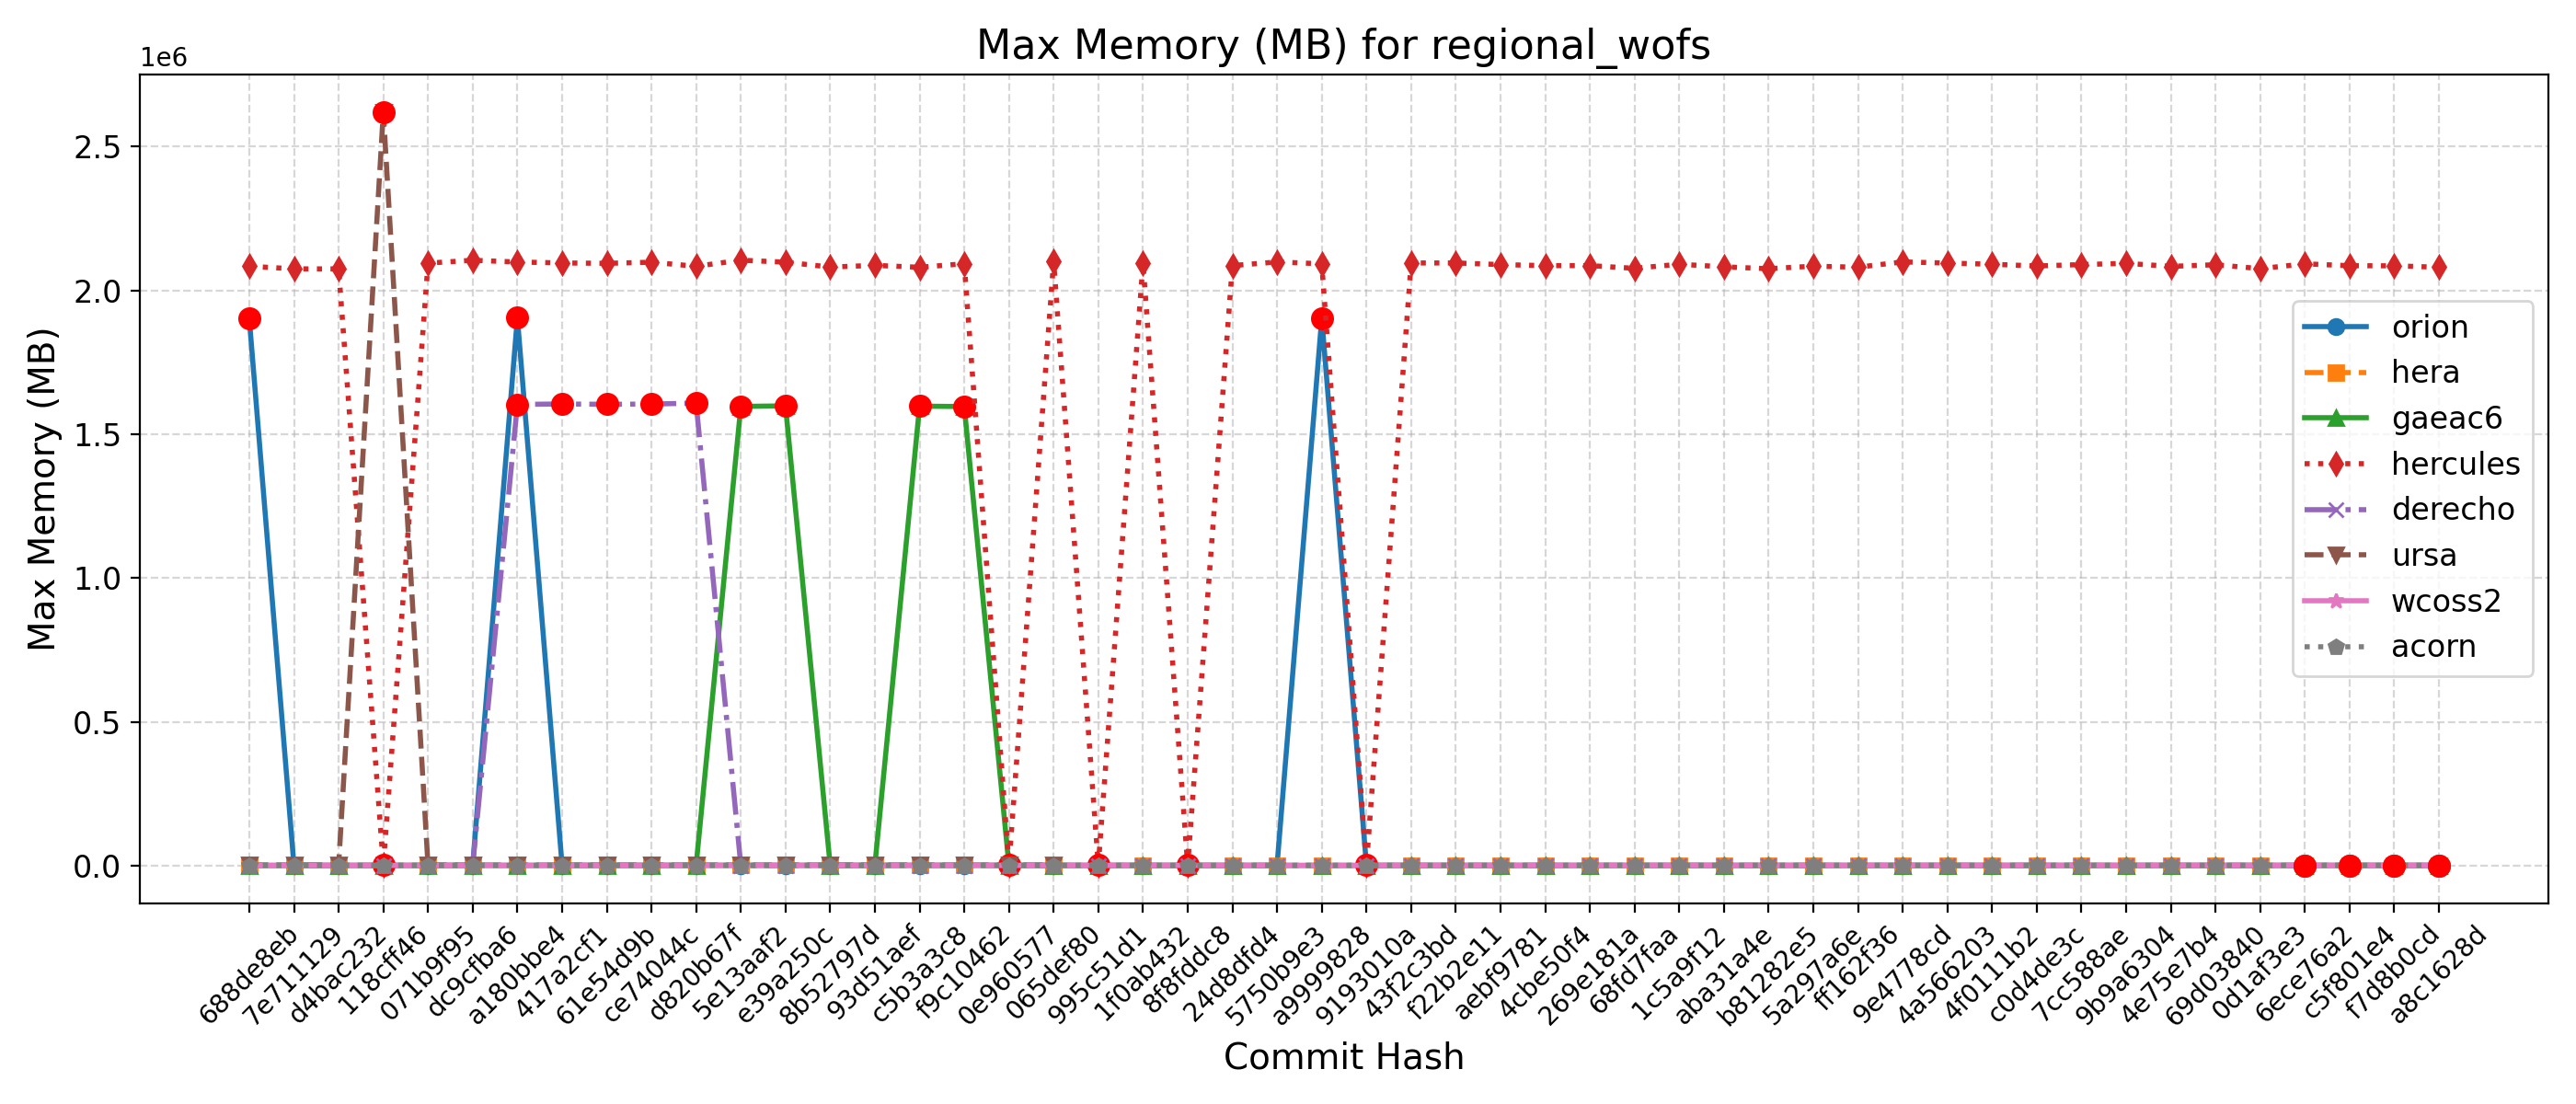 Max Memory (MB) for regional_wofs
1e6
2.5
2.0
1.5
1.0
0.5
0.0
Max Memory (MB)
orion
hera
gaeac6
hercules
derecho
ursa
wcoss2
acorn
688de8eb
7e711129
d4bac232
118cff46
071b9f95
dc9cfba6
a180bbe4
417a2cf1
61e54d9b
ce74044c
d820b67f
5e13aaf2
e39a250c
8b52797d
93d51aef
c5b3a3c8
f9c10462
0e960577
065def80
995c51d1
1f0ab432
8f8fddc8
24d8dfd4
5750b9e3
a9999828
9193010a
43f2c3bd
f22b2e11
aebf9781
4cbe50f4
269e181a
68fd7faa
1c5a9f12
aba31a4e
b81282e5
5a297a6e
ff162f36
9e4778cd
4a566203
4f0111b2
c0d4de3c
7cc588ae
9b9a6304
4e75e7b4
69d03840
0d1af3e3
6ece76a2
c5f801e4
f7d8b0cd
a8c1628d
Commit Hash